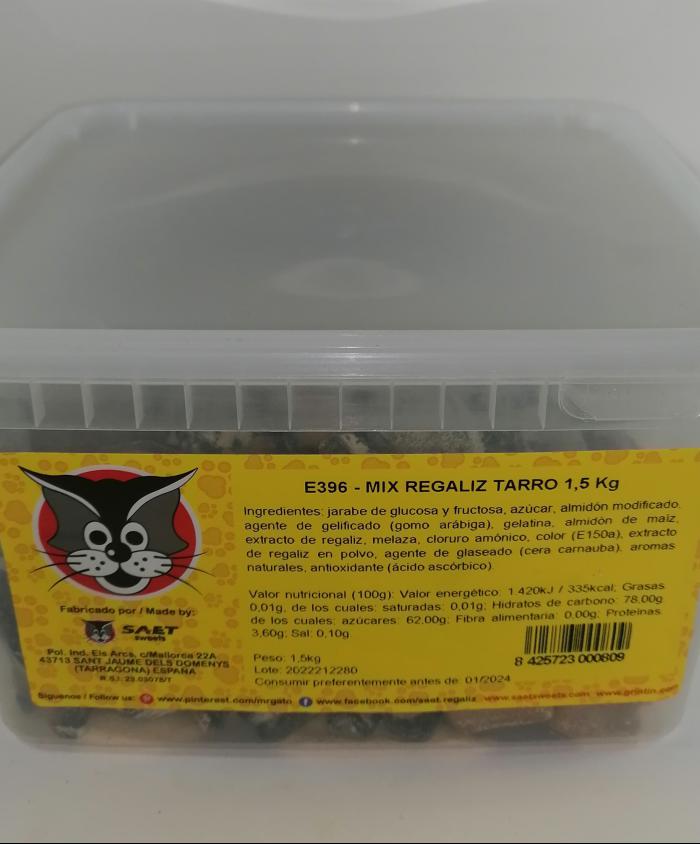 E396 - MIX REGALIZ TARRO 1,5 Kg
Ingredientes: jarabe de glucosa y fructosa, azúcar, almidón modificado,
agente de gelificado (gomo arábiga), gelatina, almidón de maíz,
extracto de regaliz, melaza, cloruro amónico, color (E150a), extracto
de regaliz en polvo, agente de glaseado (cera carnauba). aromas
naturales, antioxidante (ácido ascórbico)
Valor nutricional (100g): Valor energético: 1.420kJ / 335kcal, Grasas
0,01g, de los cuales: saturadas: 0,01g; Hidratos de carbono: 78,00g
de los cuales: azúcares: 62,00g; Fibra alimentaria: 0,00g; Proteínas
3,60g; Sal: 0,10g.
Peso: 1,5kg
Lote: 2022212280
Consumir preferentemente antes de 01/2024
8 425723 000809
Fabricado por / Made by:
SAET
sweets
Pol. Ind. Els Arcs, c/Mallorca 22A
43713 SANT JAUME DELS DOMENYS
(TARRAGONA) ESPAÑA
R.S.I: 23.03075/T
Síguenos / Follow us: www.pinterest.com/mrgato www.facebook.com/saet.regaliz www.saetsweets.com